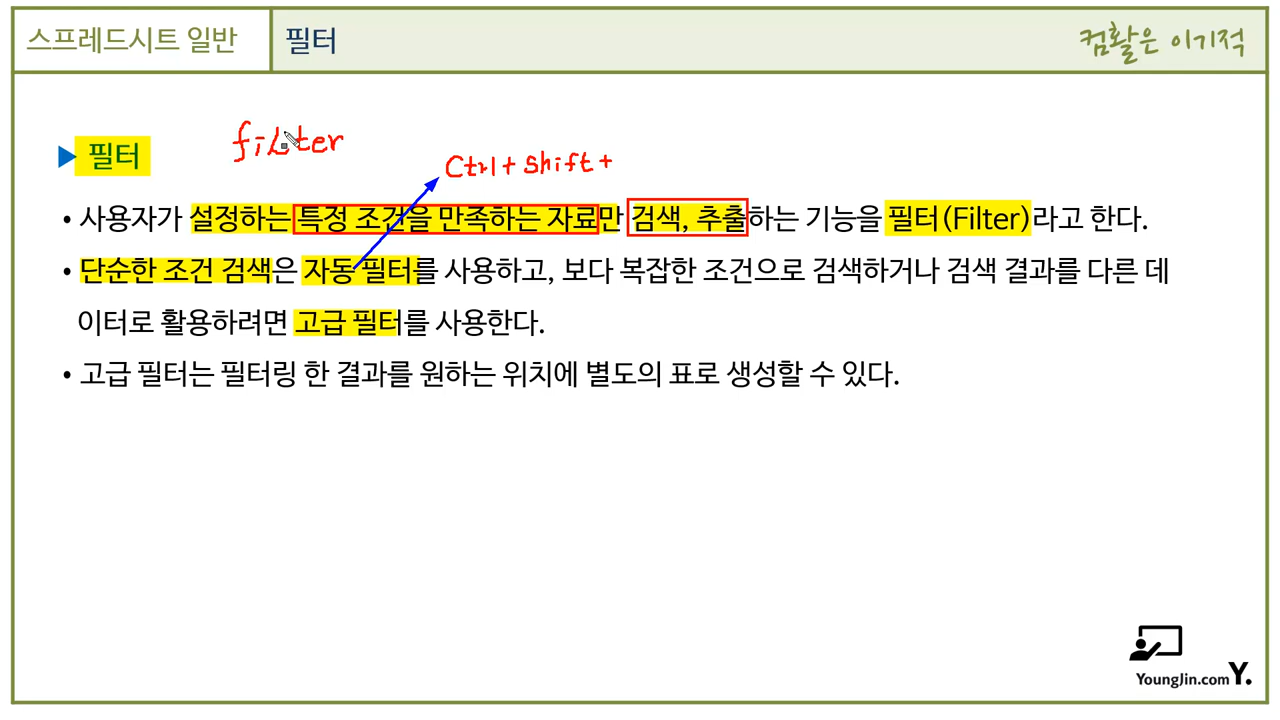 스프레드시트 일반
필터
컴활은 이기적
필터
filter
Ctrl+Shift+
• 사용자가 설정하는 특정 조건을 만족하는 자료만 검색, 추출하는 기능을 필터(Filter)라고 한다.
• 단순한 조건 검색은 자동 필터를 사용하고, 보다 복잡한 조건으로 검색하거나 검색 결과를 다른 데
이터로 활용하려면 고급 필터를 사용한다.
• 고급 필터는 필터링 한 결과를 원하는 위치에 별도의 표로 생성할 수 있다.
YoungJin.com Y.